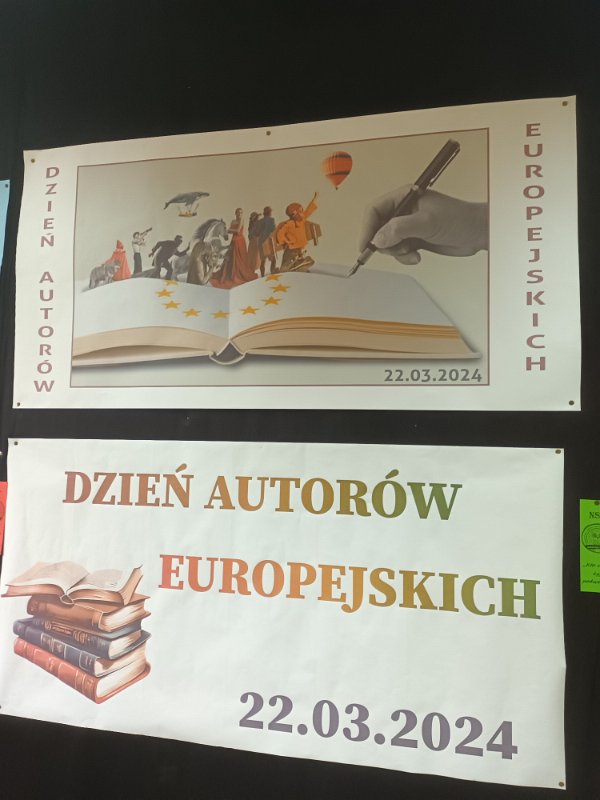 DZIEŃ AUTORÓW
EUROPEJSKICH
22.03.2024
DZIEŃ AUTORÓW
EUROPEJSKICH
22.03.2024